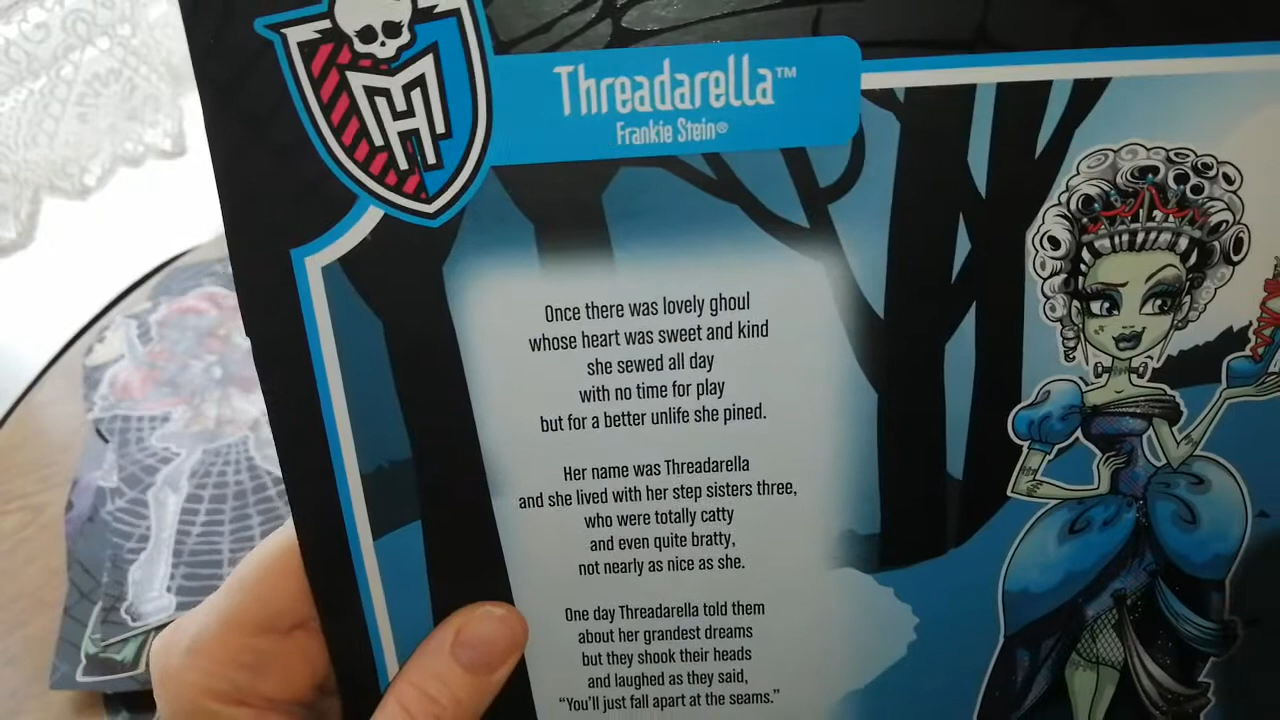 MH
Threadarella™
Frankie Stein®
Once there was lovely ghoul
whose heart was sweet and kind
she sewed all day
with no time for play
but for a better unlife she pined.
Her name was Threadarella
and she lived with her step sisters three,
who were totally catty
and even quite bratty,
not nearly as nice as she.
One day Threadarella told them
about her grandest dreams
but they shook their heads
and laughed as they said,
"You'll just fall apart at the seams."